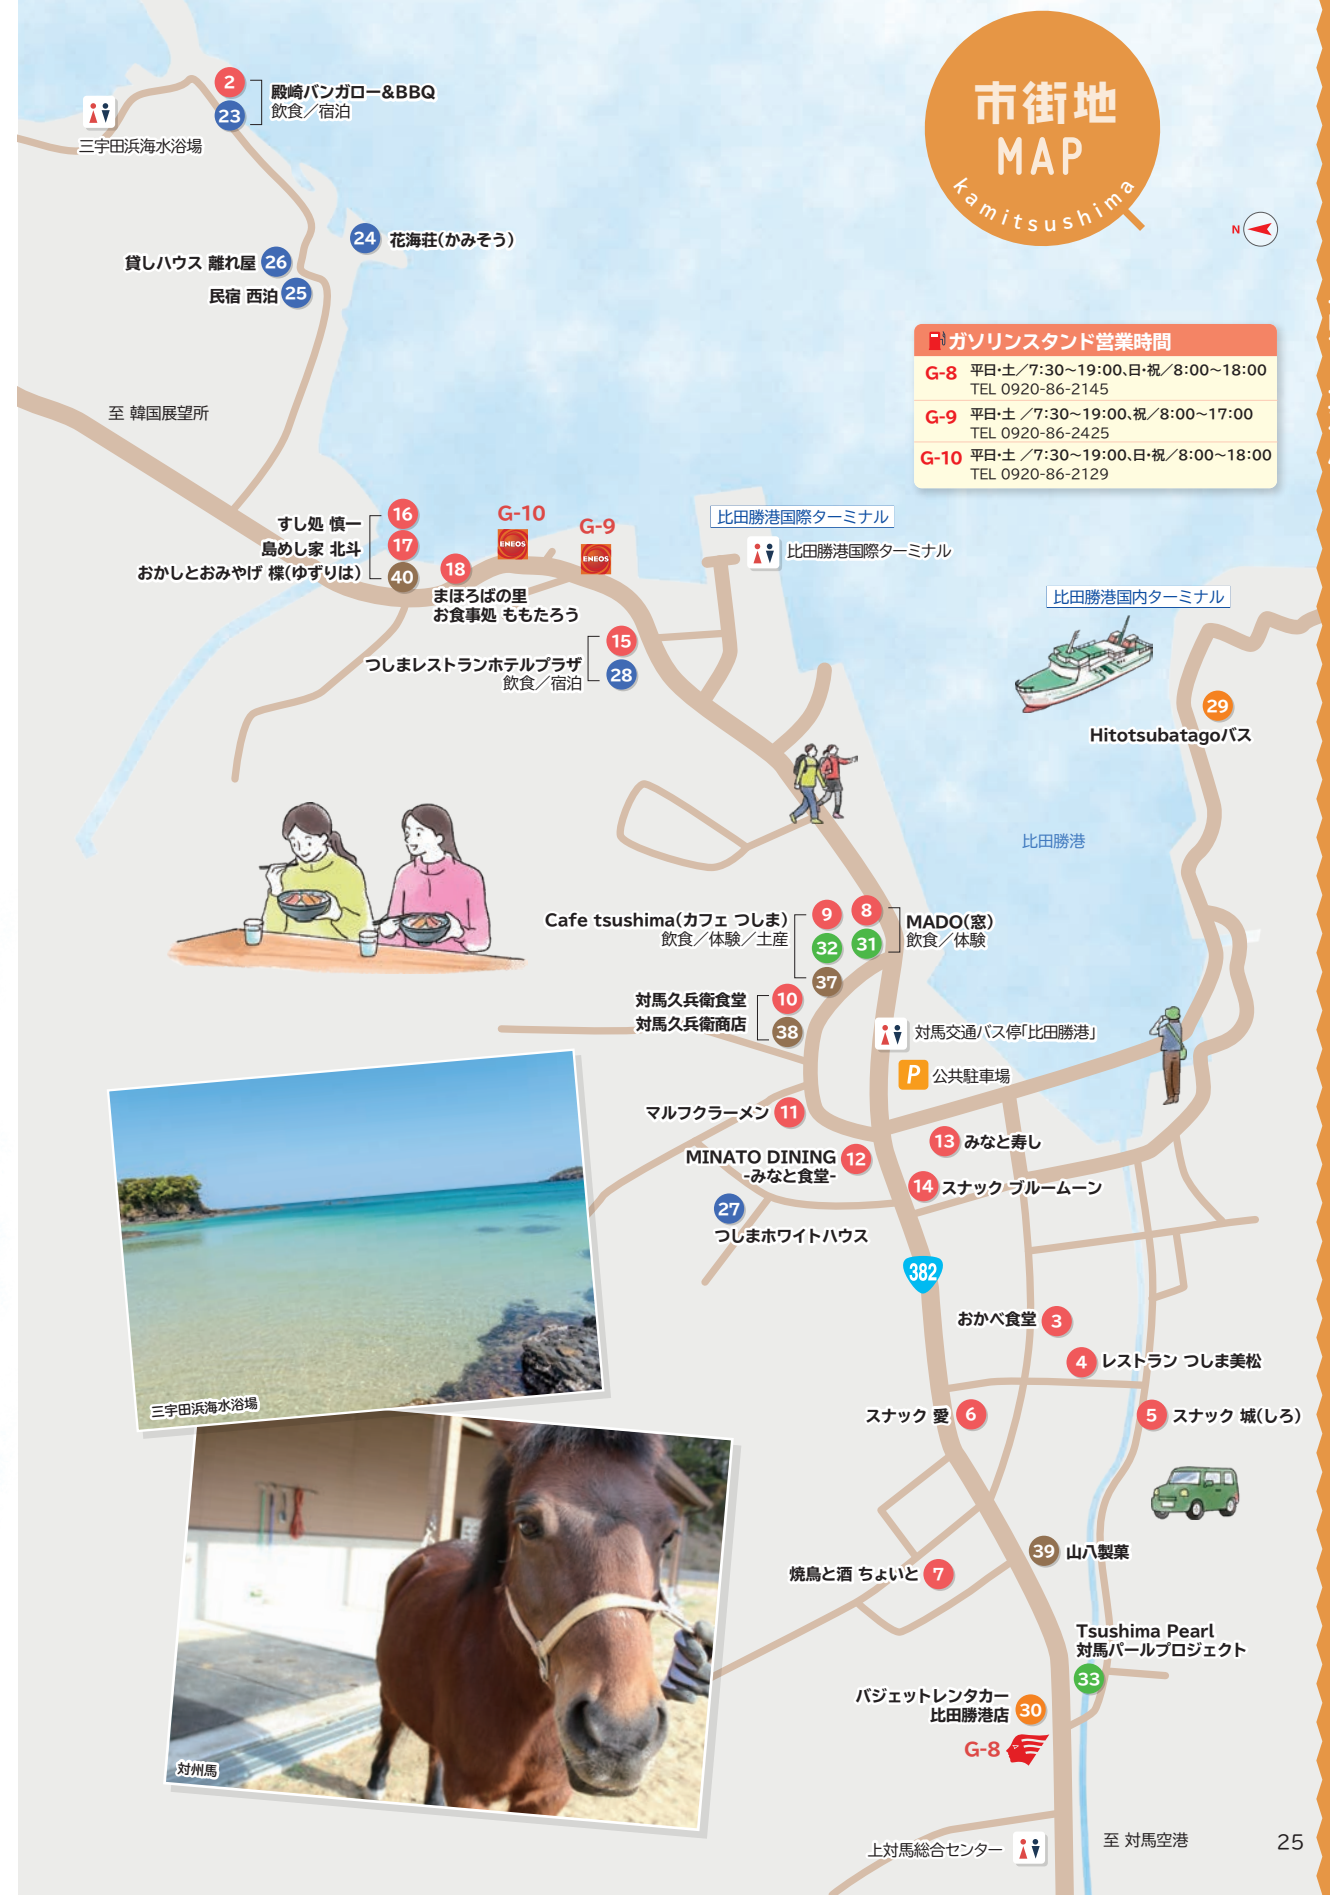 市街地
MAP
kamitsushima
N
2
23
殿崎バンガロー&BBQ
飲食／宿泊
三宇田浜海水浴場
24
花海荘(かみそう)
貸しハウス 離れ屋
26
民宿 西泊
25
至 韓国展望所
ガソリンスタンド営業時間
G-8 平日・土／7:30〜19:00、日・祝／8:00〜18:00
TEL 0920-86-2145
G-9 平日・土／7:30〜19:00、祝／8:00〜17:00
TEL 0920-86-2425
G-10 平日・土／7:30〜19:00、日・祝／8:00〜18:00
TEL 0920-86-2129
すし処 慎一
16
島めし家 北斗
17
おかしとおみやげ 楪(ゆずりは)
40
18
まほろばの里
お食事処 ももたろう
G-10
ENEOS
G-9
ENEOS
比田勝港国際ターミナル
比田勝港国際ターミナル
つしまレストランホテルプラザ
飲食／宿泊
15
28
比田勝港国内ターミナル
29
Hitotsubatagoバス
比田勝港
Cafe tsushima(カフェ つしま)
飲食／体験／土産
9
32
37
8
31
MADO(窓)
飲食／体験
対馬久兵衛食堂
10
対馬久兵衛商店
38
対馬交通バス停「比田勝港」
P
公共駐車場
マルフクラーメン
11
MINATO DINING
-みなと食堂-
12
13
みなと寿し
14
スナック ブルームーン
27
つしまホワイトハウス
382
おかべ食堂
3
4
レストラン つしま美松
スナック 愛
6
5
スナック 城(しろ)
39
山八製菓
焼鳥と酒 ちょいと
7
Tsushima Pearl
対馬パールプロジェクト
33
バジェットレンタカー
比田勝港店
30
G-8
三宇田浜海水浴場
対州馬
上対馬総合センター
至 対馬空港
25